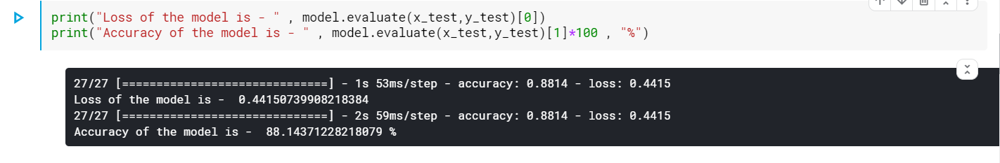 print("Loss of the model is - " , model.evaluate(x_test,y_test)[0])
print("Accuracy of the model is - " , model.evaluate(x_test,y_test)[1]*100 , "%")
27/27 [==============================] - 1s 53ms/step - accuracy: 0.8814 - loss: 0.4415
Loss of the model is -  0.44150739908218384
27/27 [==============================] - 2s 59ms/step - accuracy: 0.8814 - loss: 0.4415
Accuracy of the model is -  88.14371228218079 %